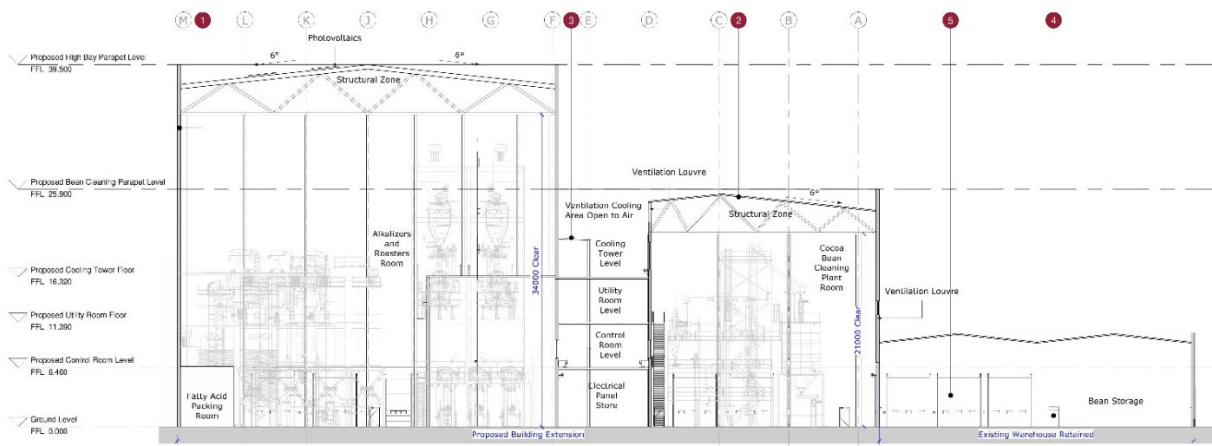 M 1 L K J H G F 3 E D C 2 B A 5 4
Photovoltaics
6° 6°
Proposed High Bay Parapet Level
FFL 39.500
Structural Zone
Proposed Bean Cleaning Parapet Level
FFL 25.900
Ventilation Louvre
6°
Structural Zone
Ventilation Cooling
Area Open to Air
Alkalizers
and
Roasters
Room
34000 Clear
Cooling
Tower
Level
Cocoa
Bean
Cleaning
Plant
Room
Proposed Cooling Tower Floor
FFL 16.320
Utility
Room
Level
Ventilation Louvre
Proposed Utility Room Floor
FFL 11.390
Control
Room
Level
21000 Clear
Proposed Control Room Level
FFL 6.460
Fatty Acid
Packing
Room
Electrical
Panel
Store
Bean Storage
Ground Level
FFL 0.000
Proposed Building Extension
Existing Warehouse Retained